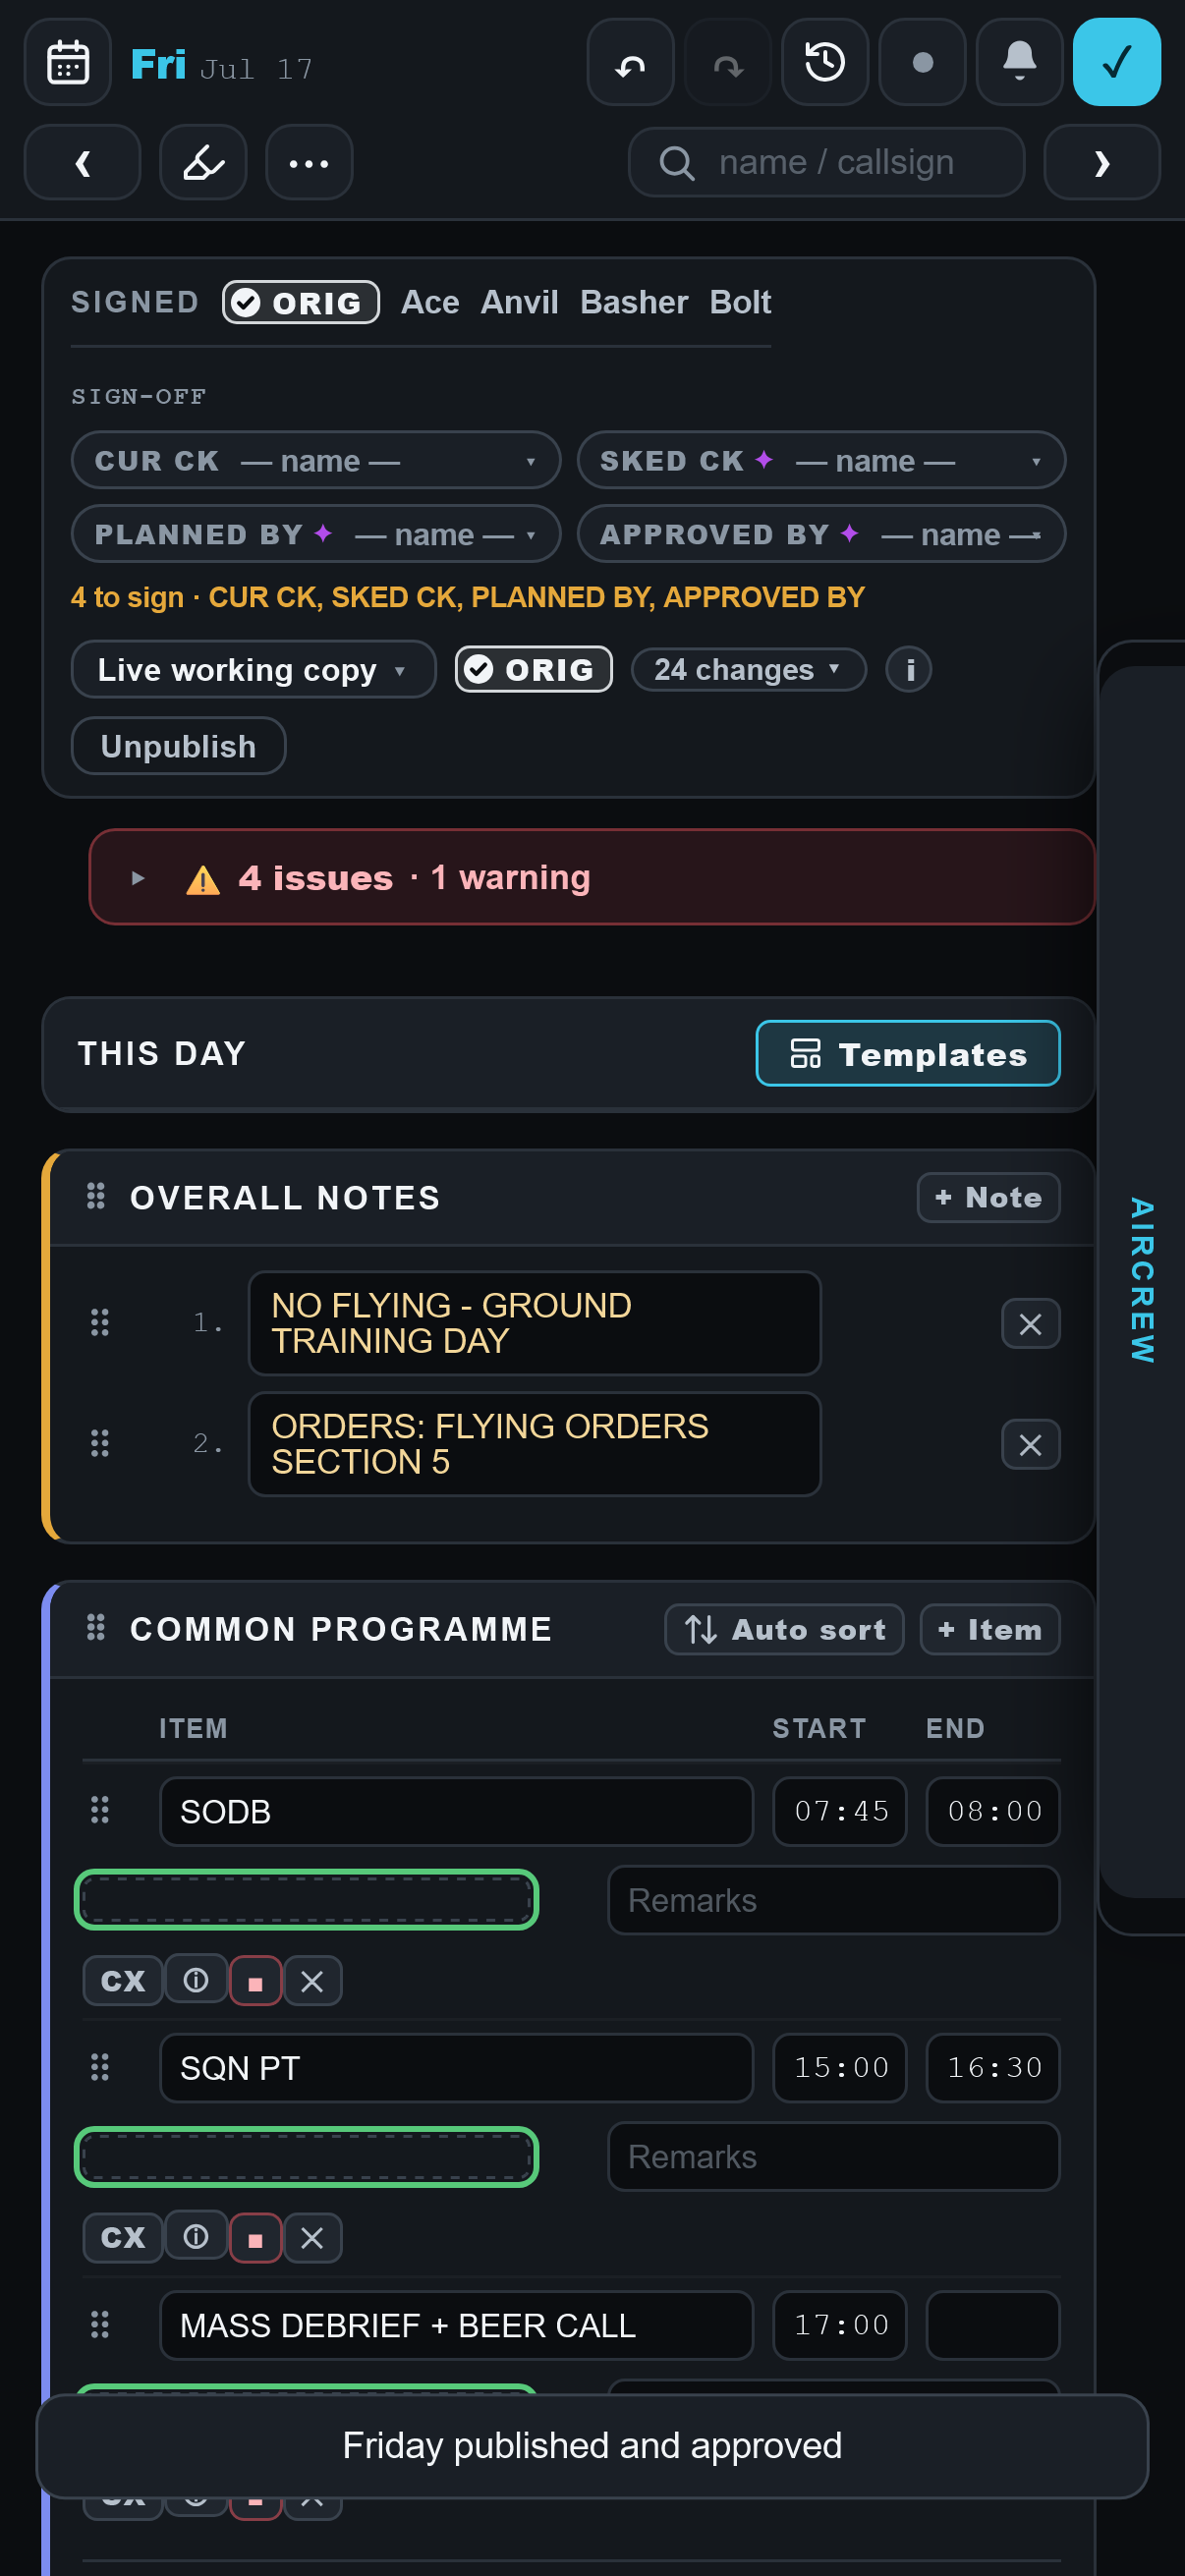 Fri Jul 17
name / callsign
SIGNED ORIG Ace Anvil Basher Bolt
SIGN-OFF
CUR CK — name —
SKED CK — name —
PLANNED BY — name —
APPROVED BY — name —
4 to sign · CUR CK, SKED CK, PLANNED BY, APPROVED BY
Live working copy ORIG 24 changes i
Unpublish
4 issues · 1 warning
THIS DAY Templates
AIRCREW
OVERALL NOTES + Note
1. NO FLYING - GROUND
TRAINING DAY
2. ORDERS: FLYING ORDERS
SECTION 5
COMMON PROGRAMME Auto sort + Item
ITEM START END
SODB 07:45 08:00
Remarks
CX
SQN PT 15:00 16:30
Remarks
CX
MASS DEBRIEF + BEER CALL 17:00
Friday published and approved